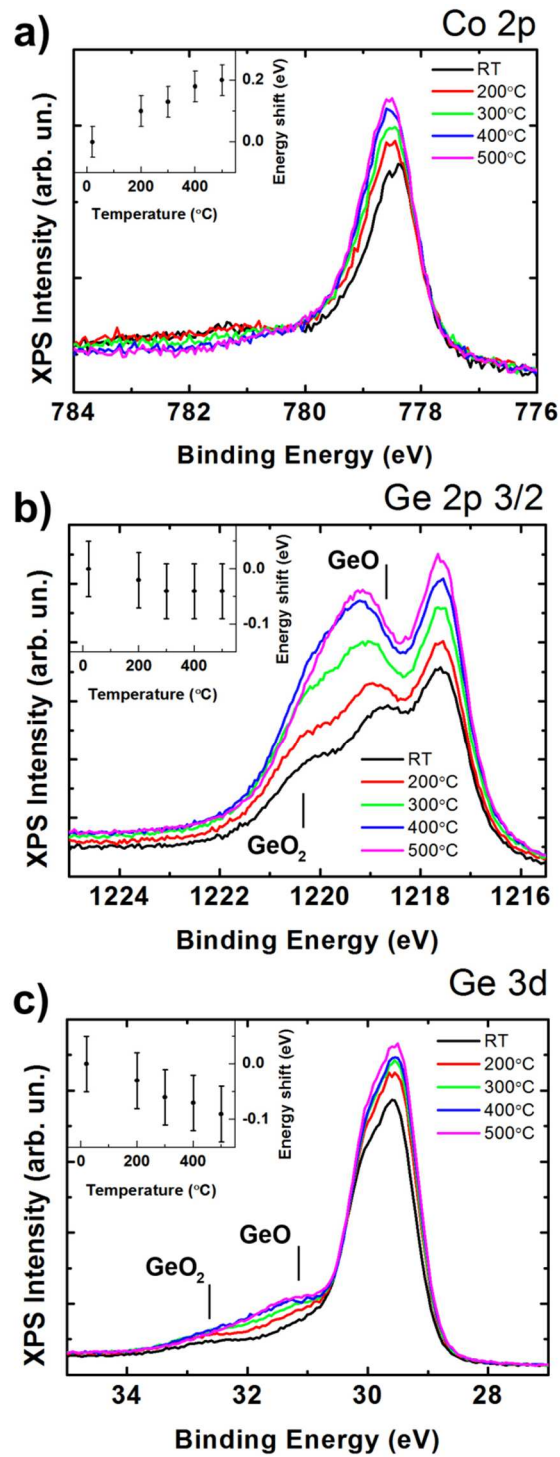 a)
Co 2p
XPS Intensity (arb. un.)
0.2
0.0
Energy shift (eV)
0 200 400
Temperature (°C)
RT
200°C
300°C
400°C
500°C
784 782 780 778 776
Binding Energy (eV)
b)
Ge 2p 3/2
XPS Intensity (arb. un.)
0.0
-0.1
Energy shift (eV)
0 200 400
Temperature (°C)
GeO
GeO₂
RT
200°C
300°C
400°C
500°C
1224 1222 1220 1218 1216
Binding Energy (eV)
c)
Ge 3d
XPS Intensity (arb. un.)
0.0
-0.1
Energy shift (eV)
0 200 400
Temperature (°C)
RT
200°C
300°C
400°C
500°C
GeO
GeO₂
34 32 30 28
Binding Energy (eV)